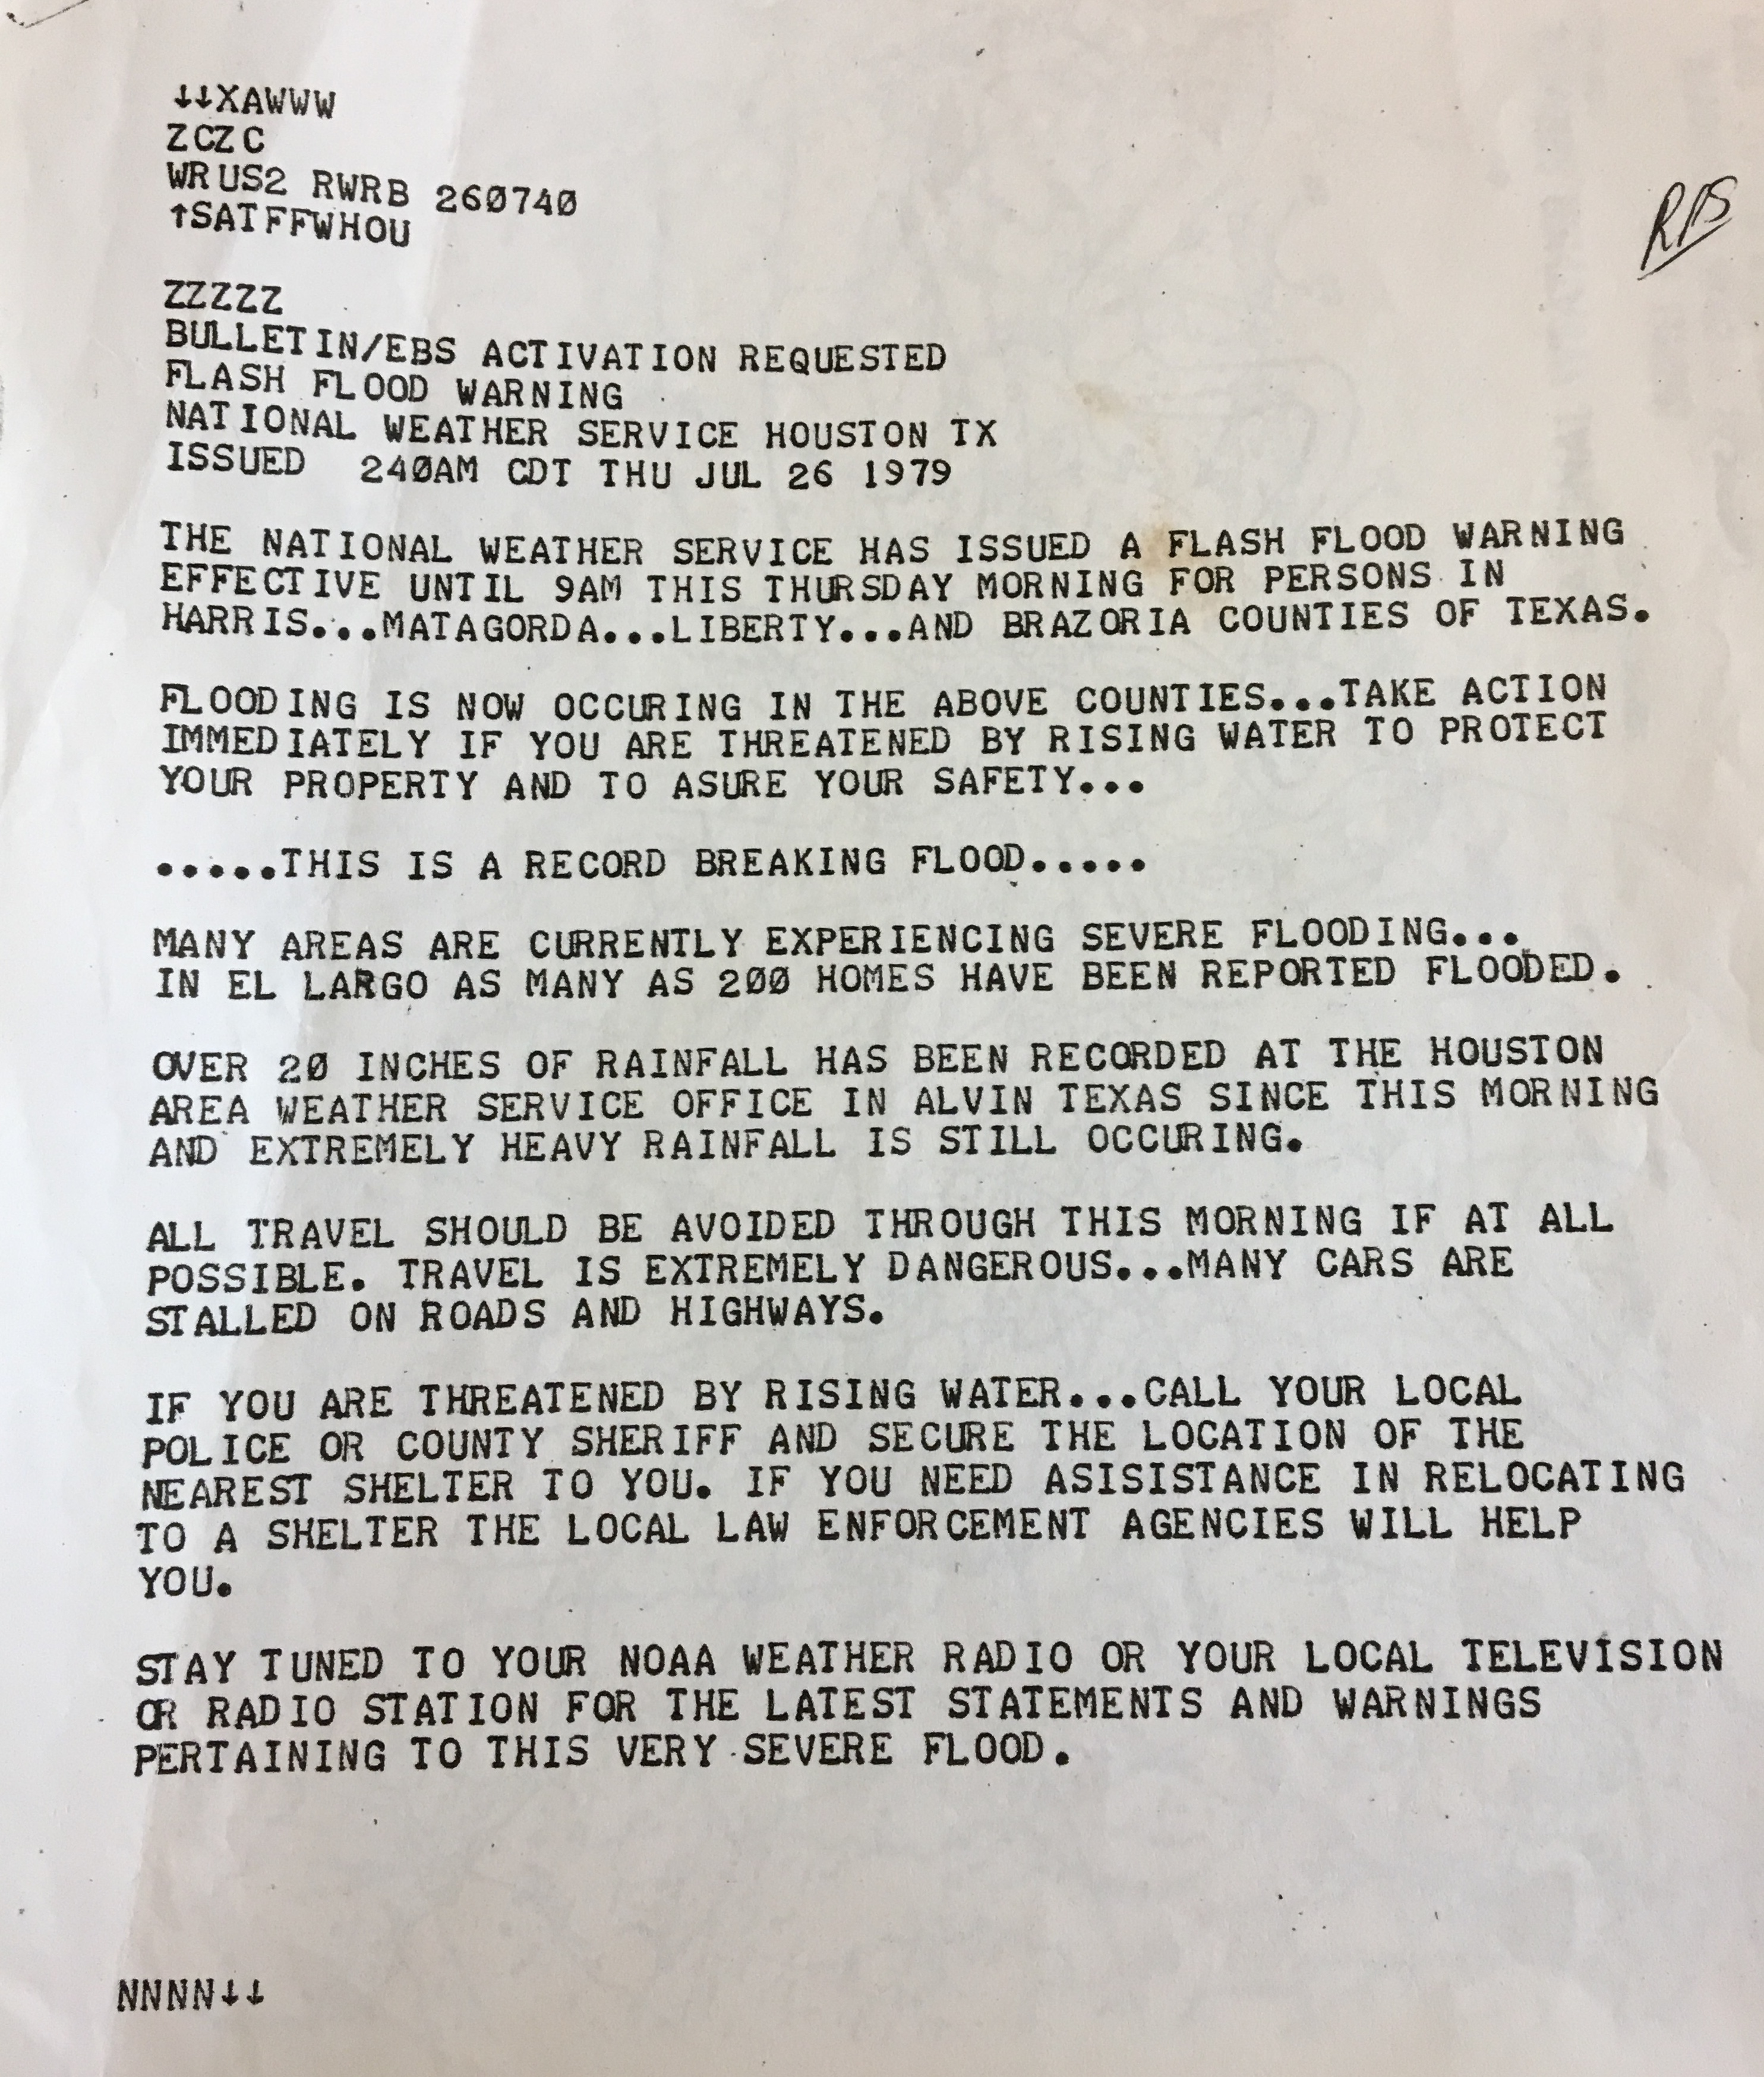 ↓↓XAWWW
ZCZC
WRUS2 RWRB 260740
↑SATFFWHOU
ZZZZZ
BULLETIN/EBS ACTIVATION REQUESTED
FLASH FLOOD WARNING
NATIONAL WEATHER SERVICE HOUSTON TX
ISSUED  240AM CDT THU JUL 26 1979
THE NATIONAL WEATHER SERVICE HAS ISSUED A FLASH FLOOD WARNING
EFFECTIVE UNTIL 9AM THIS THURSDAY MORNING FOR PERSONS IN
HARRIS...MATAGORDA...LIBERTY...AND BRAZORIA COUNTIES OF TEXAS.
FLOODING IS NOW OCCURING IN THE ABOVE COUNTIES...TAKE ACTION
IMMEDIATELY IF YOU ARE THREATENED BY RISING WATER TO PROTECT
YOUR PROPERTY AND TO ASURE YOUR SAFETY...
.....THIS IS A RECORD BREAKING FLOOD.....
MANY AREAS ARE CURRENTLY EXPERIENCING SEVERE FLOODING...
IN EL LARGO AS MANY AS 200 HOMES HAVE BEEN REPORTED FLOODED.
OVER 20 INCHES OF RAINFALL HAS BEEN RECORDED AT THE HOUSTON
AREA WEATHER SERVICE OFFICE IN ALVIN TEXAS SINCE THIS MORNING
AND EXTREMELY HEAVY RAINFALL IS STILL OCCURING.
ALL TRAVEL SHOULD BE AVOIDED THROUGH THIS MORNING IF AT ALL
POSSIBLE. TRAVEL IS EXTREMELY DANGEROUS...MANY CARS ARE
STALLED ON ROADS AND HIGHWAYS.
IF YOU ARE THREATENED BY RISING WATER...CALL YOUR LOCAL
POLICE OR COUNTY SHERIFF AND SECURE THE LOCATION OF THE
NEAREST SHELTER TO YOU. IF YOU NEED ASISISTANCE IN RELOCATING
TO A SHELTER THE LOCAL LAW ENFORCEMENT AGENCIES WILL HELP
YOU.
STAY TUNED TO YOUR NOAA WEATHER RADIO OR YOUR LOCAL TELEVISION
OR RADIO STATION FOR THE LATEST STATEMENTS AND WARNINGS
PERTAINING TO THIS VERY SEVERE FLOOD.
NNNN↓↓